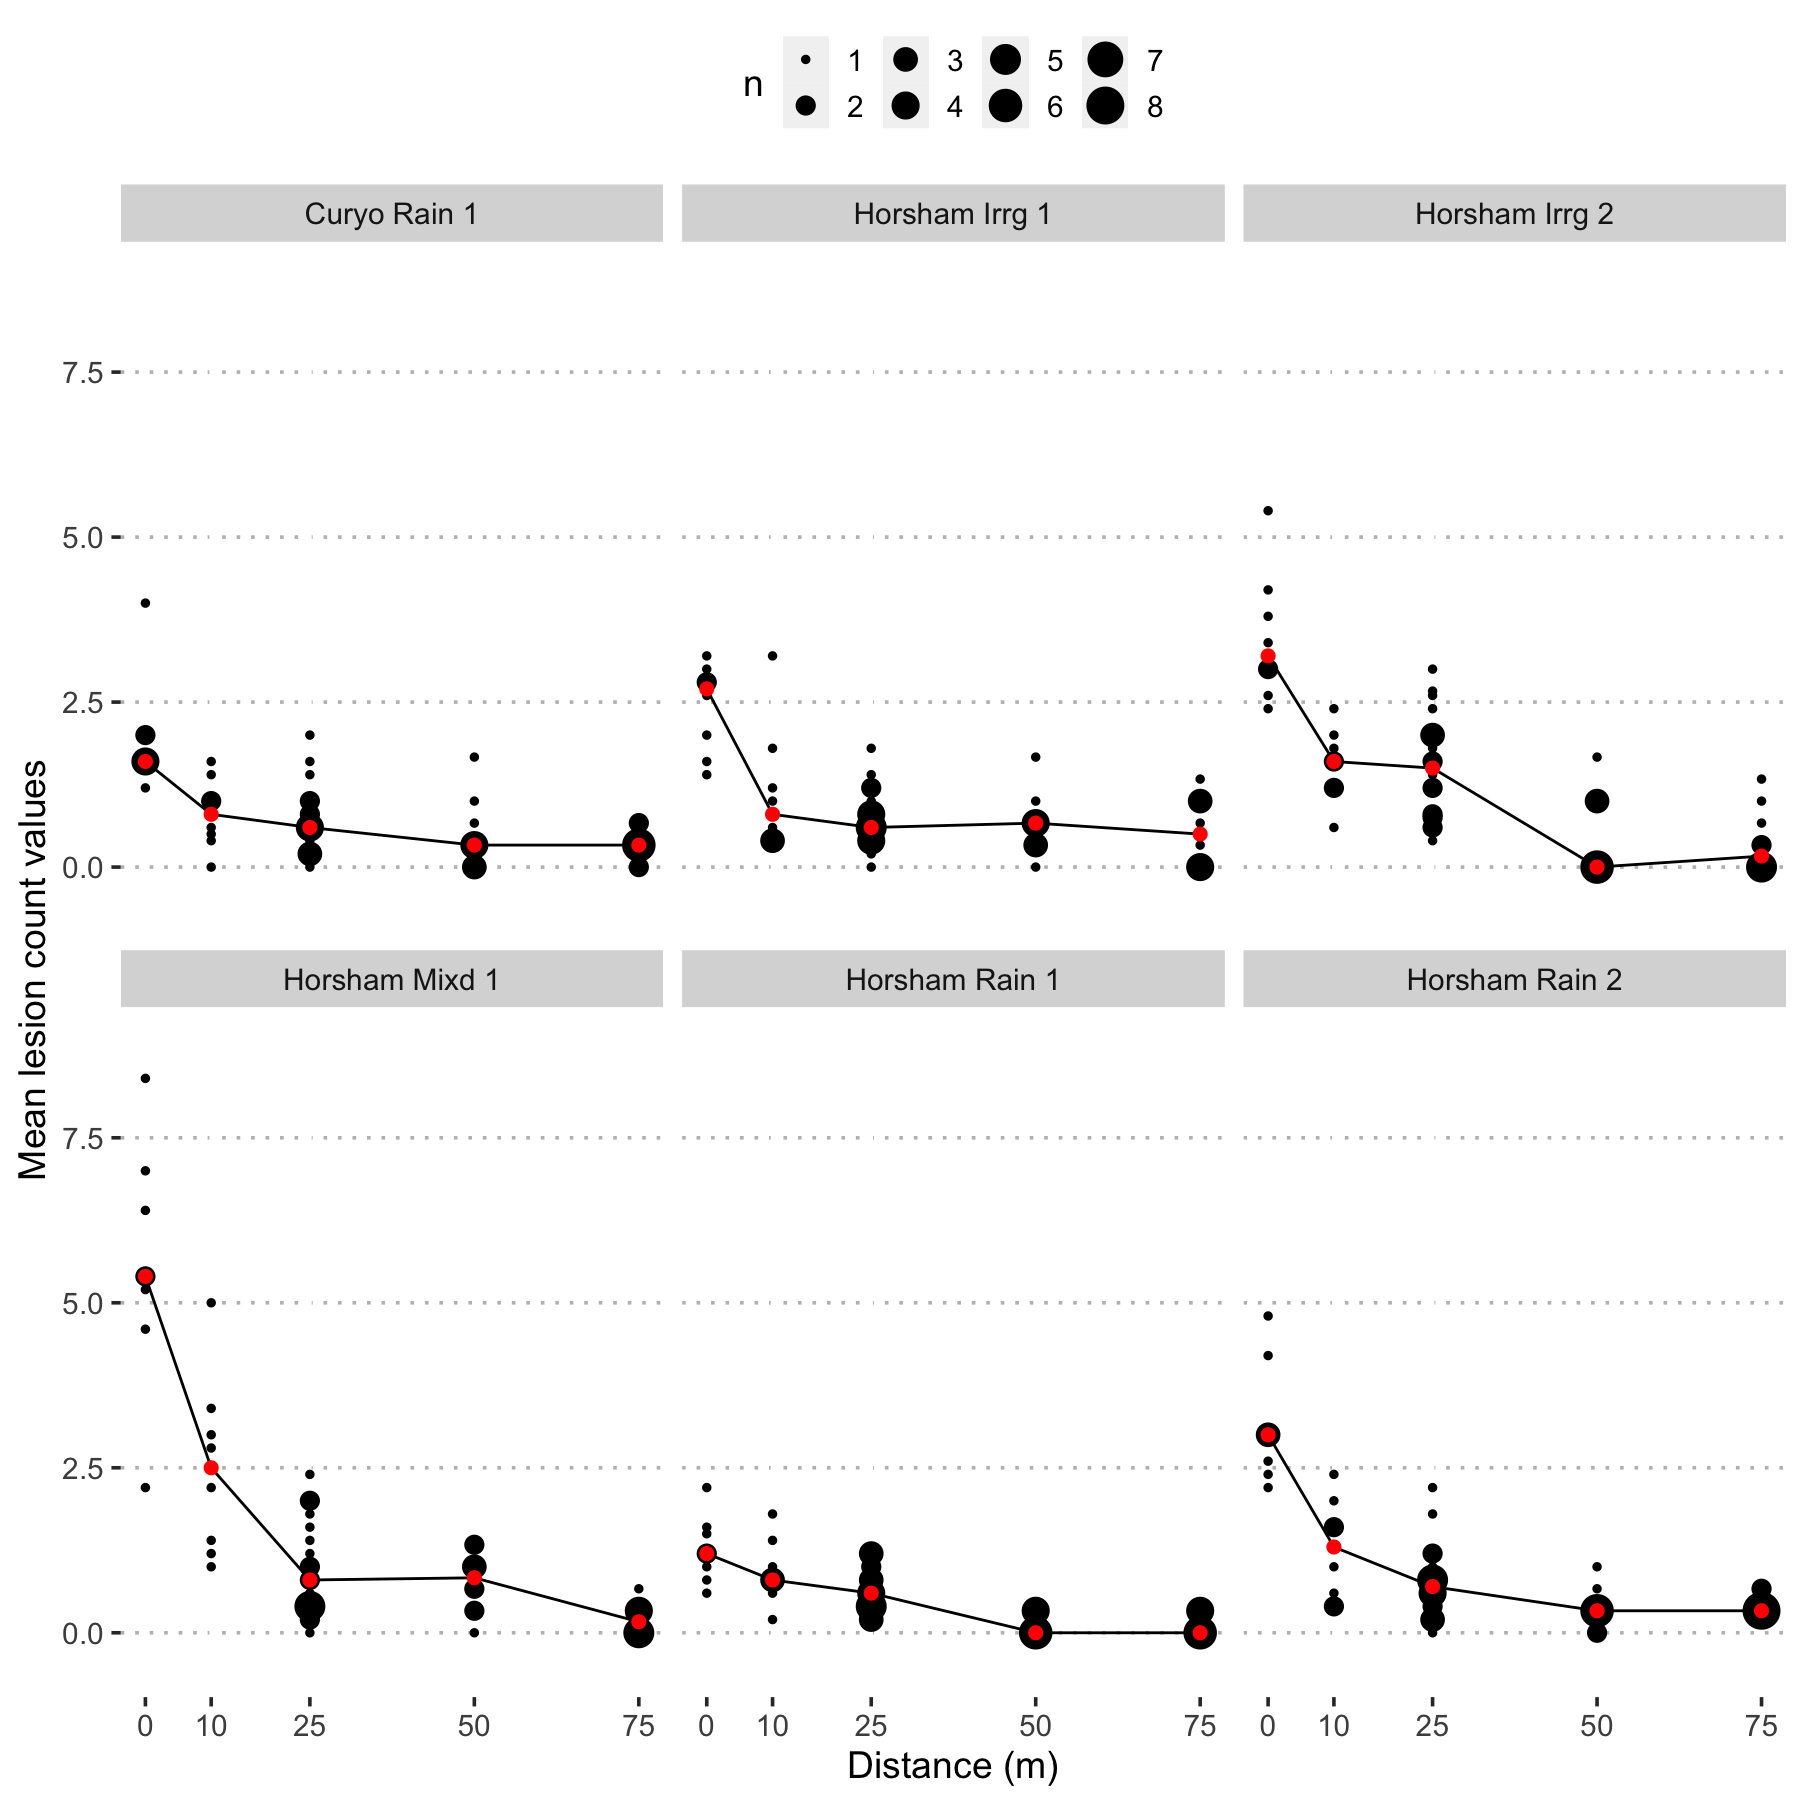 n
1 3 5 7
2 4 6 8
Curyo Rain 1
Horsham Irrg 1
Horsham Irrg 2
7.5
5.0
2.5
0.0
Mean lesion count values
Horsham Mixd 1
Horsham Rain 1
Horsham Rain 2
7.5
5.0
2.5
0.0
0 10 25 50 75
0 10 25 50 75
0 10 25 50 75
Distance (m)